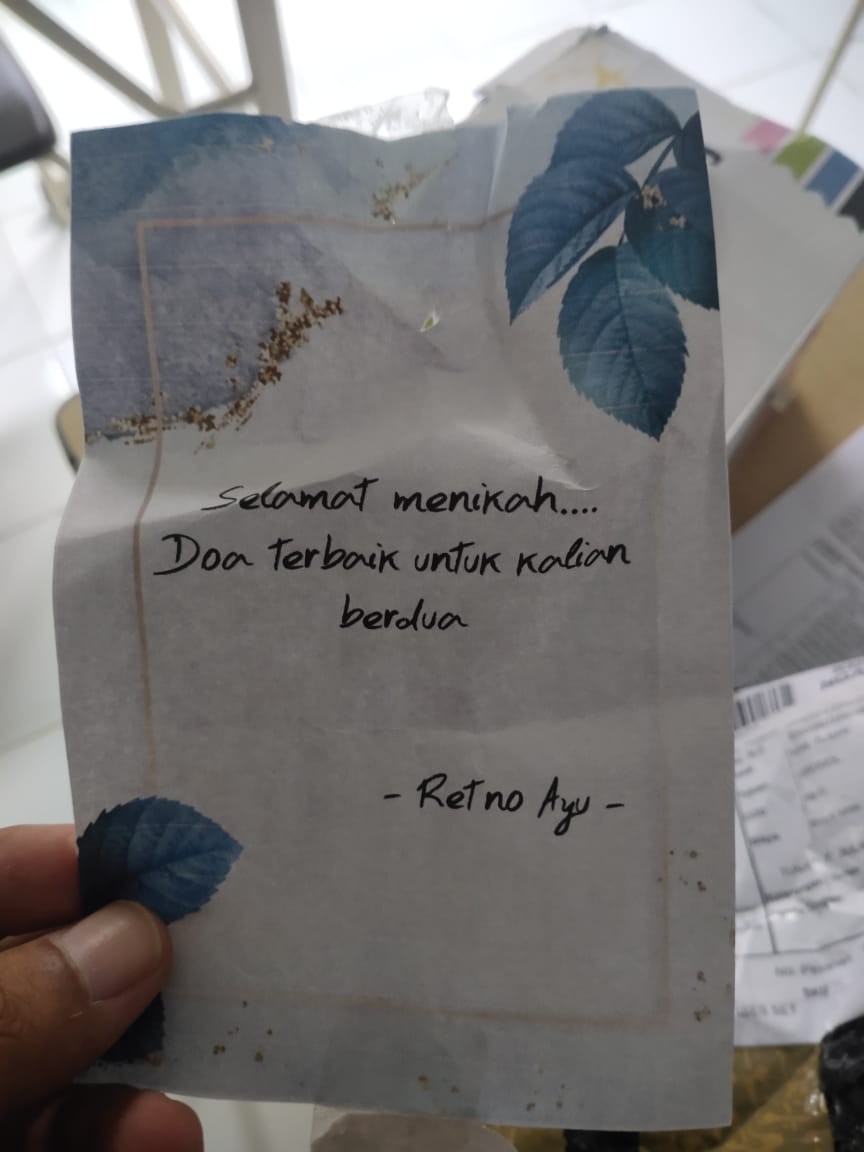 Selamat menikah....
Doa terbaik untuk kalian
berdua
- Retno Ayu -